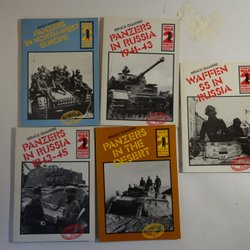 BRUCE QUARRIE
PANZERS
IN NORTH-WEST
EUROPE
BRUCE QUARRIE
PANZERS
IN RUSSIA
1941-43
BRUCE QUARRIE
WAFFEN
SS IN
RUSSIA
BRUCE QUARRIE
PANZERS
IN RUSSIA
1943-45
BRUCE QUARRIE
PANZERS
IN THE
DESERT